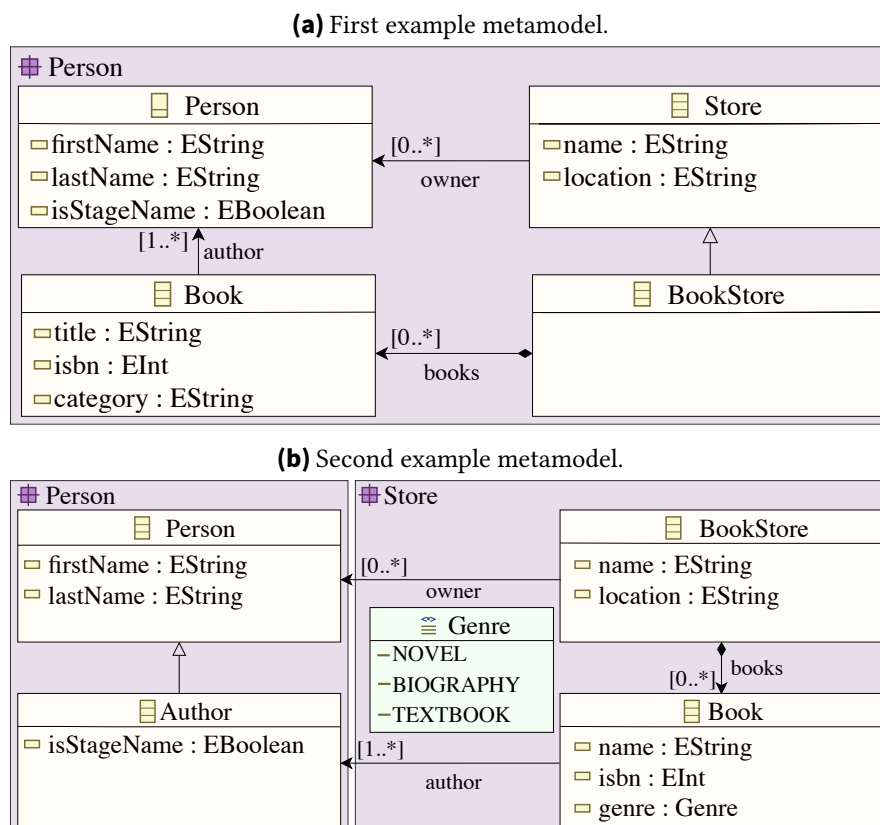 (a) First example metamodel.
Person
Person
firstName : EString
lastName : EString
isStageName : EBoolean
[0..*]
owner
Store
name : EString
location : EString
[1..*]
author
Book
title : EString
isbn : EInt
category : EString
[0..*]
books
BookStore
(b) Second example metamodel.
Person
Person
firstName : EString
lastName : EString
Author
isStageName : EBoolean
Store
[0..*]
owner
BookStore
name : EString
location : EString
Genre
NOVEL
BIOGRAPHY
TEXTBOOK
books
[0..*]
[1..*]
author
Book
name : EString
isbn : EInt
genre : Genre